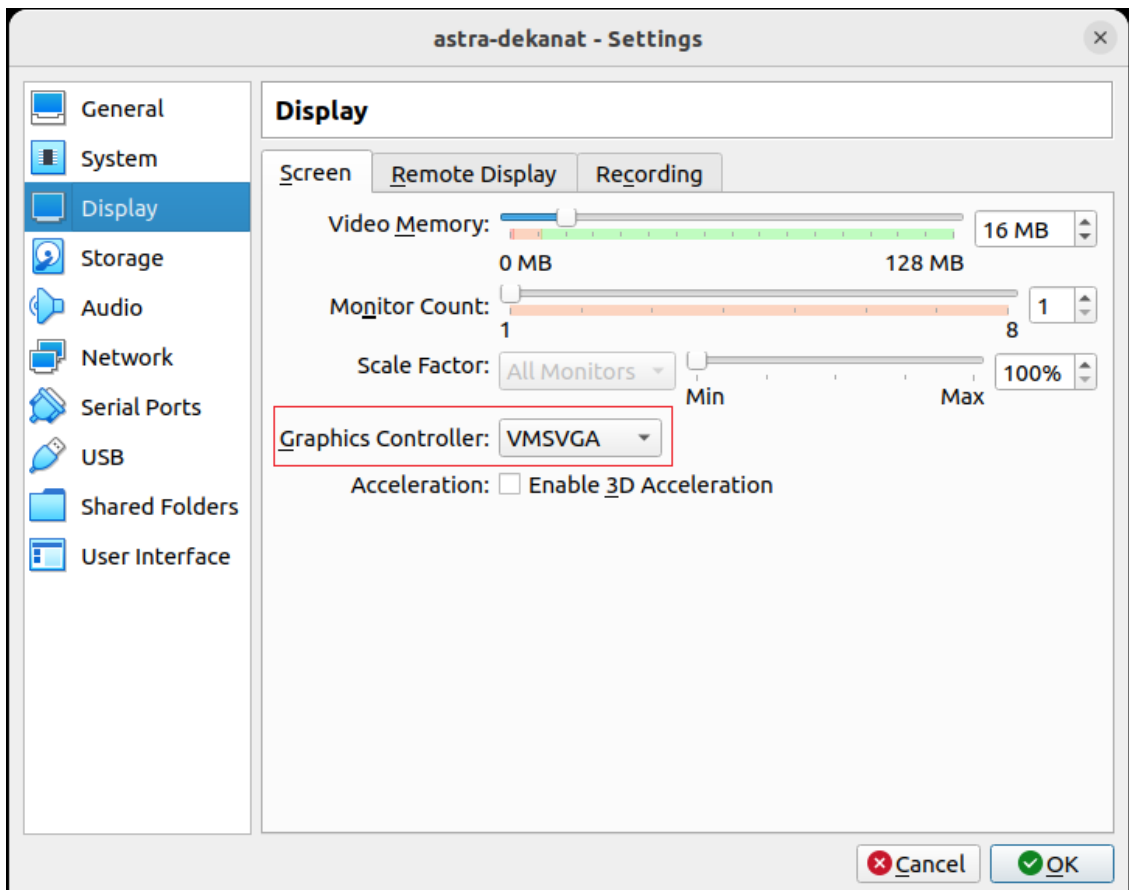 astra-dekanat - Settings
General
System
Display
Storage
Audio
Network
Serial Ports
USB
Shared Folders
User Interface
Display
Screen
Remote Display
Recording
Video Memory:
16 MB
0 MB
128 MB
Monitor Count:
1
1
8
Scale Factor:
All Monitors
100%
Min
Max
Graphics Controller:
VMSVGA
Acceleration:
Enable 3D Acceleration
Cancel
OK